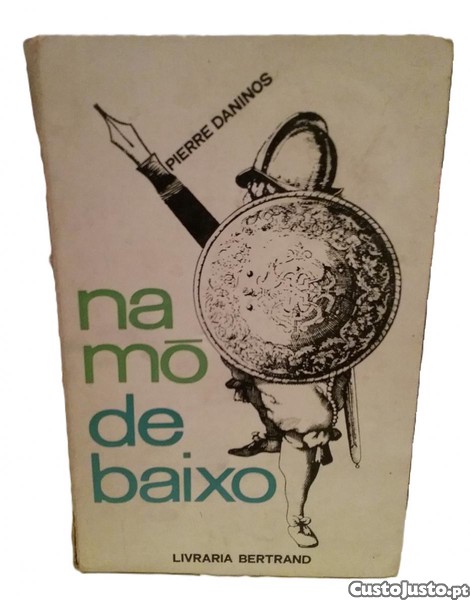 PIERRE DANINOS
na
mō
de
baixo
LIVRARIA BERTRAND
CustoJusto.pt